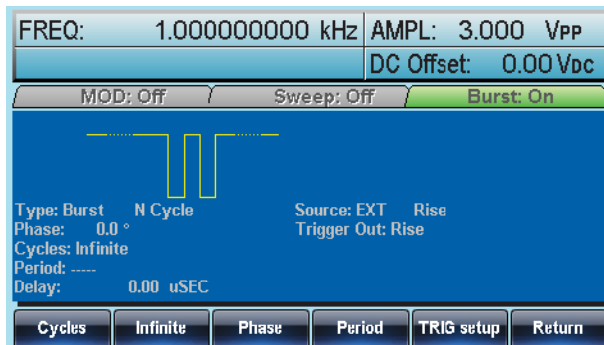 FREQ: 1.000000000 kHz AMPL: 3.000 VPP
DC Offset: 0.00 VDC
MOD: Off Sweep: Off Burst: On
Type: Burst N Cycle Source: EXT Rise
Phase: 0.0 ° Trigger Out: Rise
Cycles: Infinite
Period: -----
Delay: 0.00 uSEC
Cycles Infinite Phase Period TRIG setup Return